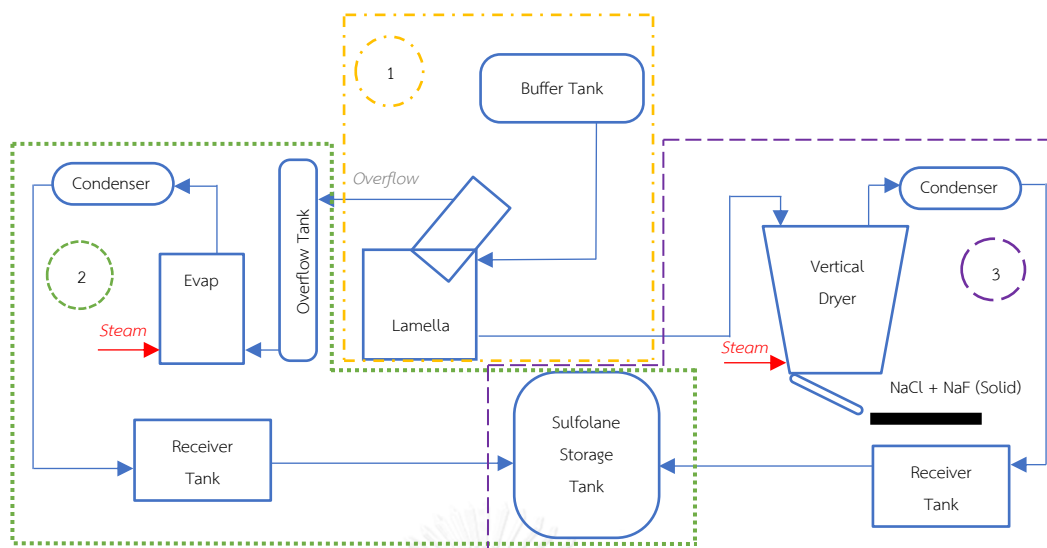 1
Buffer Tank
Condenser
Overflow
Condenser
Overflow Tank
2
Evap
Vertical
Dryer
3
Lamella
Steam
Steam
NaCl + NaF (Solid)
Receiver
Tank
Sulfolane
Storage
Tank
Receiver
Tank